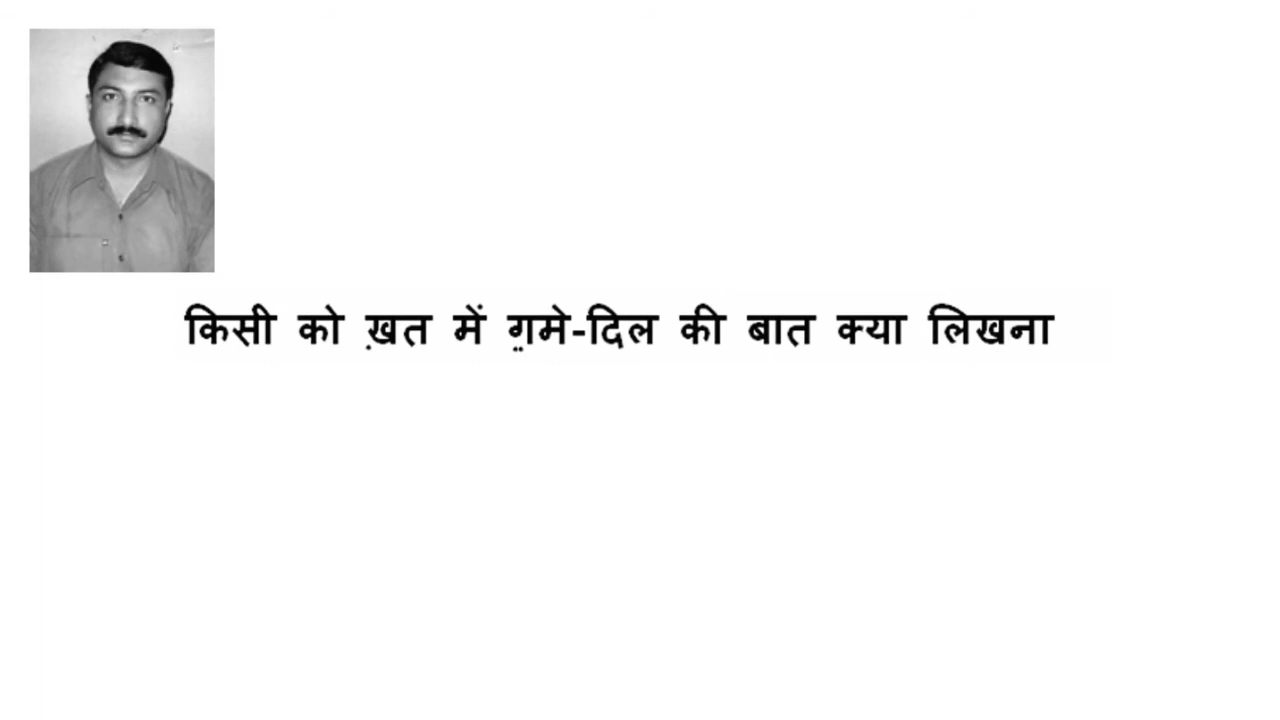 किसी को ख़त में ग़मे-दिल की बात क्या लिखना